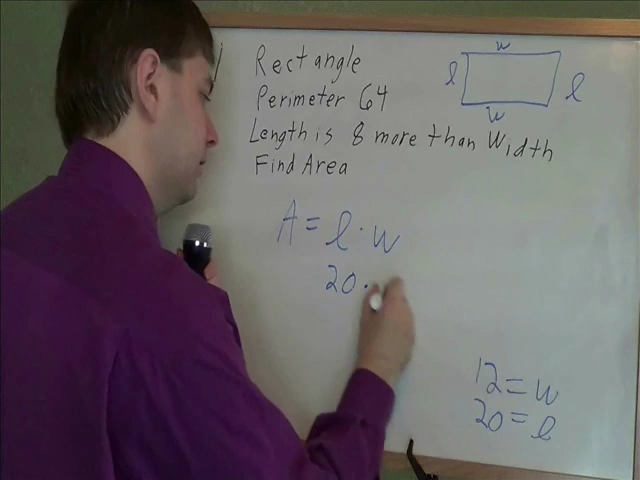 Rectangle
w
Perimeter 64
l
l
w
Length is 8 more than Width
Find Area
A = l · w
20 ·
12 = w
20 = l